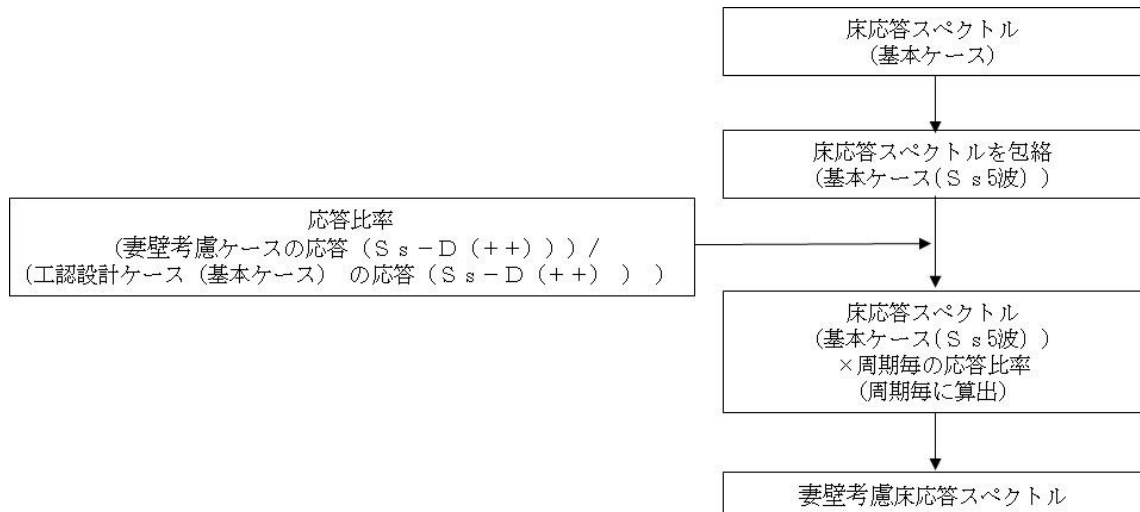 床応答スペクトル
(基本ケース)
床応答スペクトルを包絡
(基本ケース(Ｓｓ5波))
応答比率
(妻壁考慮ケースの応答（Ｓｓ－Ｄ（＋＋）))／
(工認設計ケース（基本ケース） の応答（Ｓｓ－Ｄ（＋＋） ） )
床応答スペクトル
(基本ケース(Ｓｓ5波))
×周期毎の応答比率
(周期毎に算出)
妻壁考慮床応答スペクトル